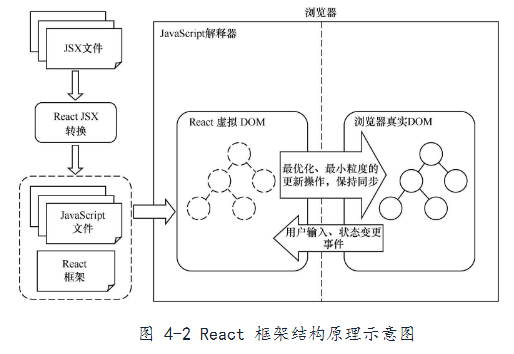 浏览器
JSX文件
JavaScript解释器
React JSX
转换
React 虚拟 DOM
浏览器真实DOM
最优化、最小粒度的
更新操作，保持同步
JavaScript
文件
用户输入、状态变更
事件
React
框架
图 4-2 React 框架结构原理示意图